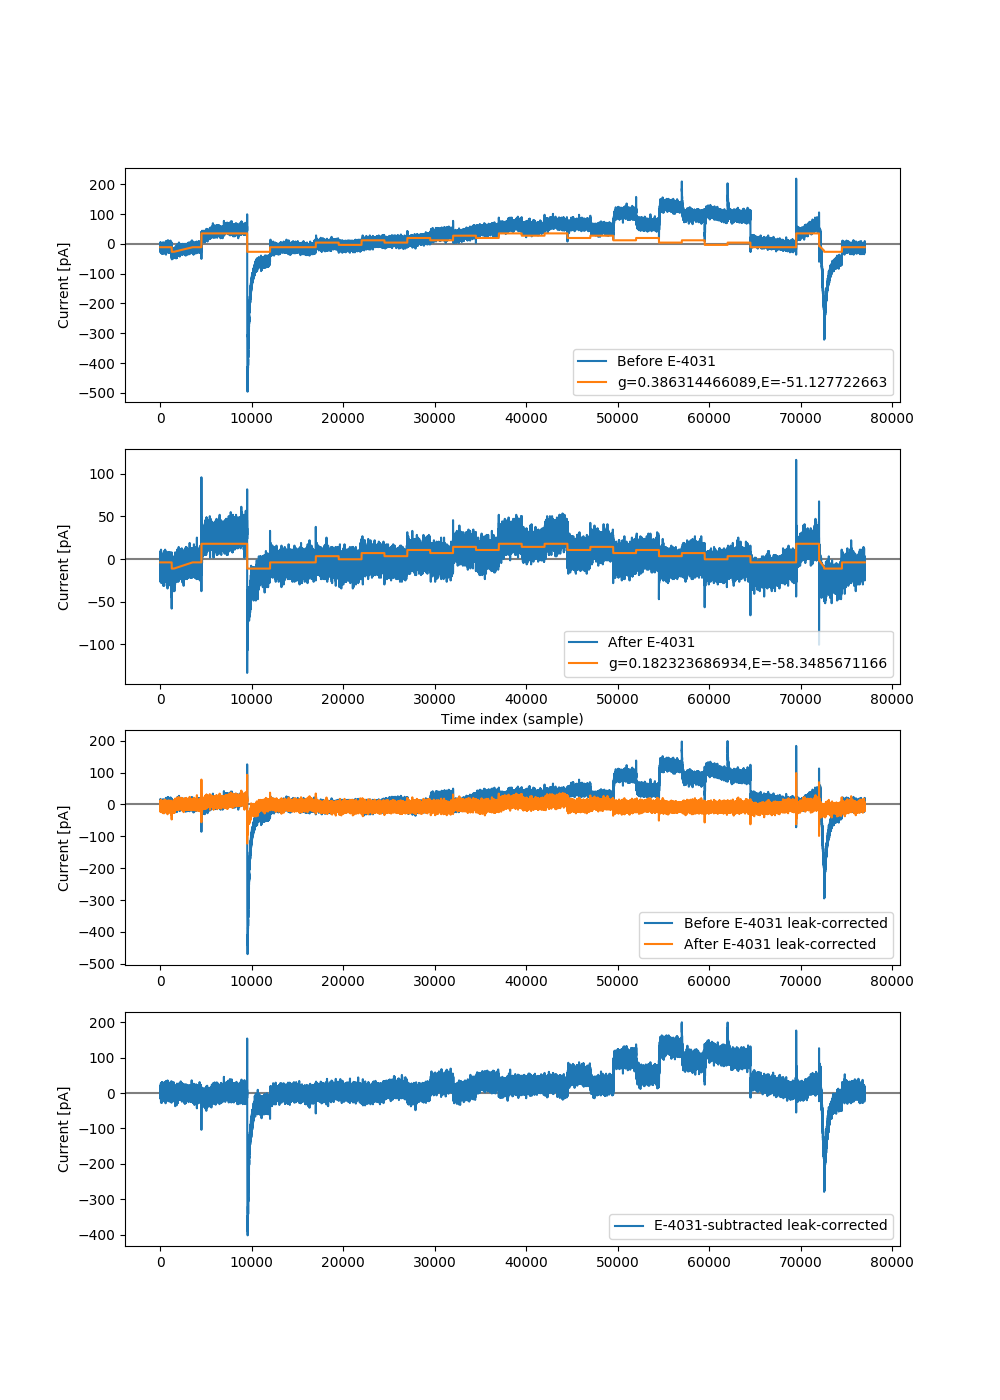 200
100
0
−100
−200
−300
−400
−500
Current [pA]
Before E-4031
g=0.386314466089,E=-51.127722663
0 10000 20000 30000 40000 50000 60000 70000 80000
100
50
0
−50
−100
Current [pA]
After E-4031
g=0.182323686934,E=-58.3485671166
0 10000 20000 30000 40000 50000 60000 70000 80000
Time index (sample)
200
100
0
−100
−200
−300
−400
−500
Current [pA]
Before E-4031 leak-corrected
After E-4031 leak-corrected
0 10000 20000 30000 40000 50000 60000 70000 80000
200
100
0
−100
−200
−300
−400
Current [pA]
E-4031-subtracted leak-corrected
0 10000 20000 30000 40000 50000 60000 70000 80000